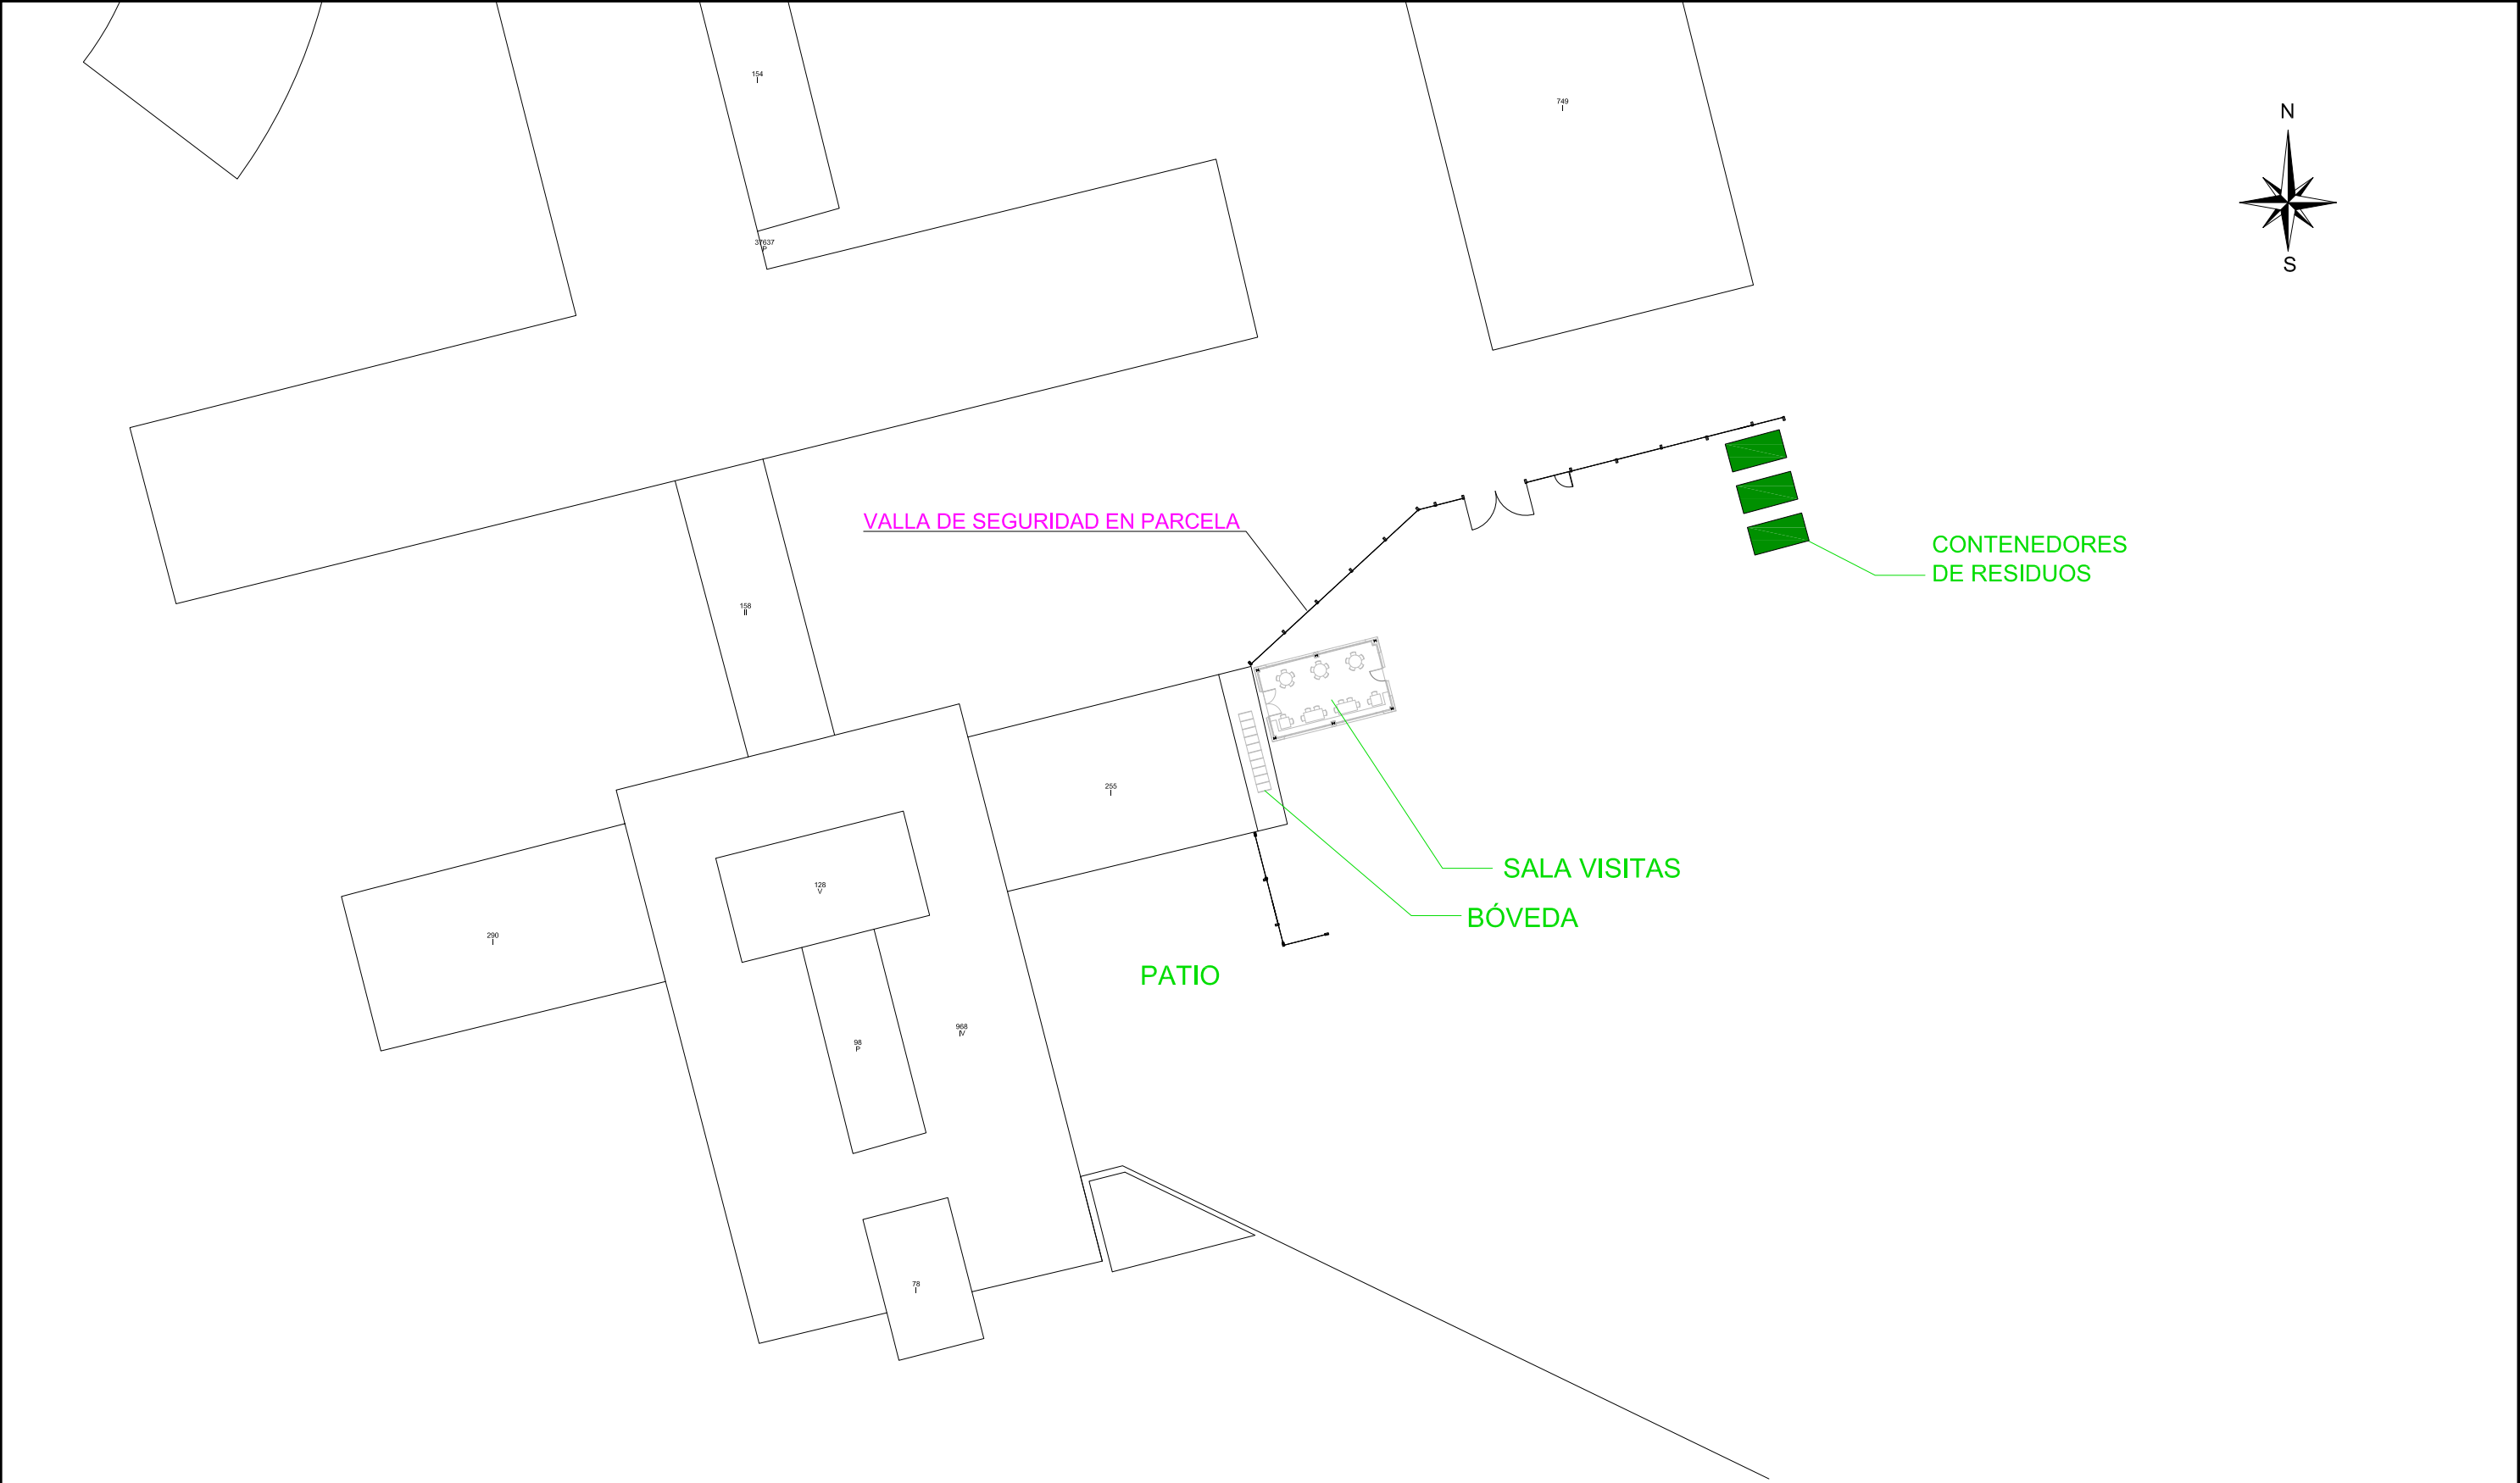 154
I
749
I
N
S
37637
P
VALLA DE SEGURIDAD EN PARCELA
CONTENEDORES
DE RESIDUOS
158
II
255
I
SALA VISITAS
128
V
BÓVEDA
290
I
PATIO
968
IV
98
P
78
I